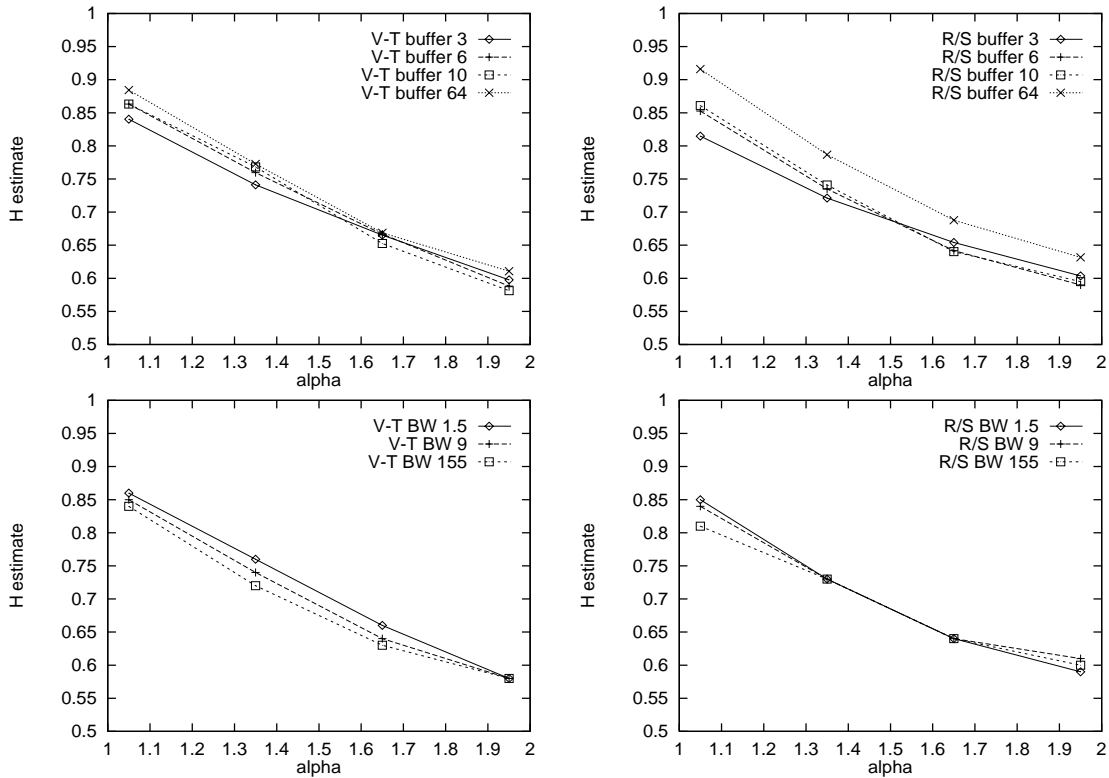 1
0.95
0.9
0.85
0.8
0.75
0.7
0.65
0.6
0.55
0.5
H estimate
V-T buffer 3
V-T buffer 6
V-T buffer 10
V-T buffer 64
1 1.1 1.2 1.3 1.4 1.5 1.6 1.7 1.8 1.9 2
alpha
1
0.95
0.9
0.85
0.8
0.75
0.7
0.65
0.6
0.55
0.5
H estimate
R/S buffer 3
R/S buffer 6
R/S buffer 10
R/S buffer 64
1 1.1 1.2 1.3 1.4 1.5 1.6 1.7 1.8 1.9 2
alpha
1
0.95
0.9
0.85
0.8
0.75
0.7
0.65
0.6
0.55
0.5
H estimate
V-T BW 1.5
V-T BW 9
V-T BW 155
1 1.1 1.2 1.3 1.4 1.5 1.6 1.7 1.8 1.9 2
alpha
1
0.95
0.9
0.85
0.8
0.75
0.7
0.65
0.6
0.55
0.5
H estimate
R/S BW 1.5
R/S BW 9
R/S BW 155
1 1.1 1.2 1.3 1.4 1.5 1.6 1.7 1.8 1.9 2
alpha